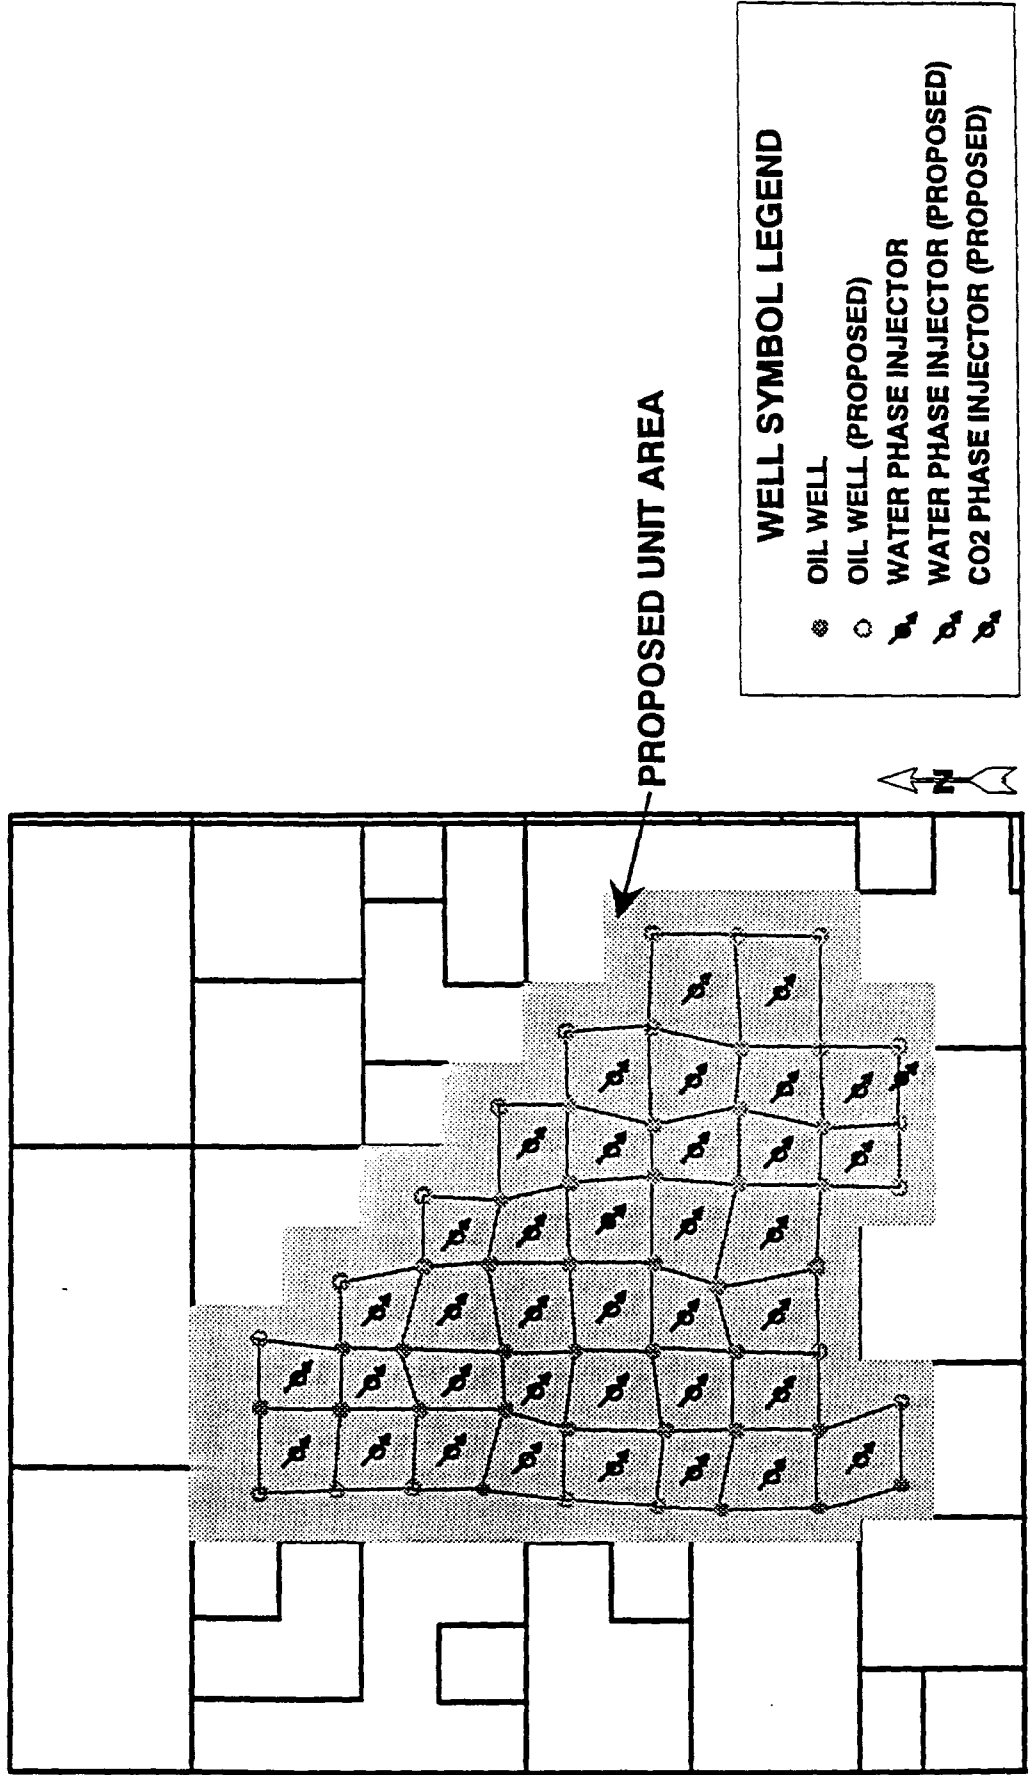 PROPOSED UNIT AREA
N
WELL SYMBOL LEGEND
OIL WELL
OIL WELL (PROPOSED)
WATER PHASE INJECTOR
WATER PHASE INJECTOR (PROPOSED)
CO2 PHASE INJECTOR (PROPOSED)